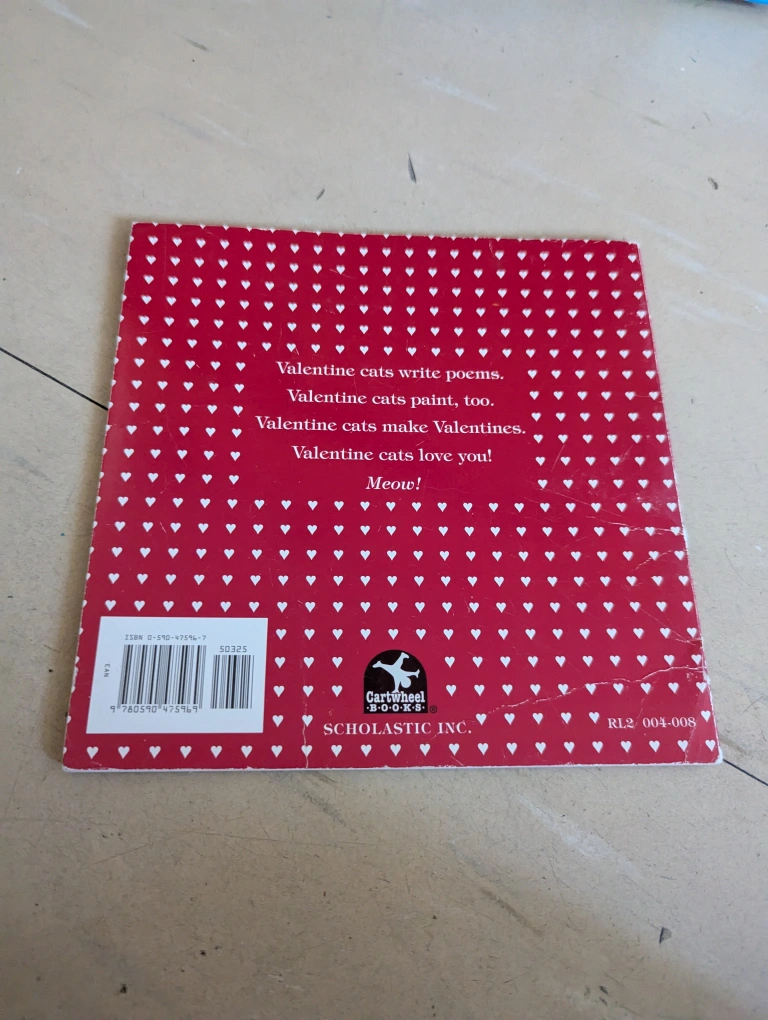 Valentine cats write poems.
Valentine cats paint, too.
Valentine cats make Valentines.
Valentine cats love you!
Meow!
ISBN 0-590-47596-7
50325
EAN
9 780590 475969
Cartwheel
·B·O·O·K·S·®
SCHOLASTIC INC.
RL2 004-008